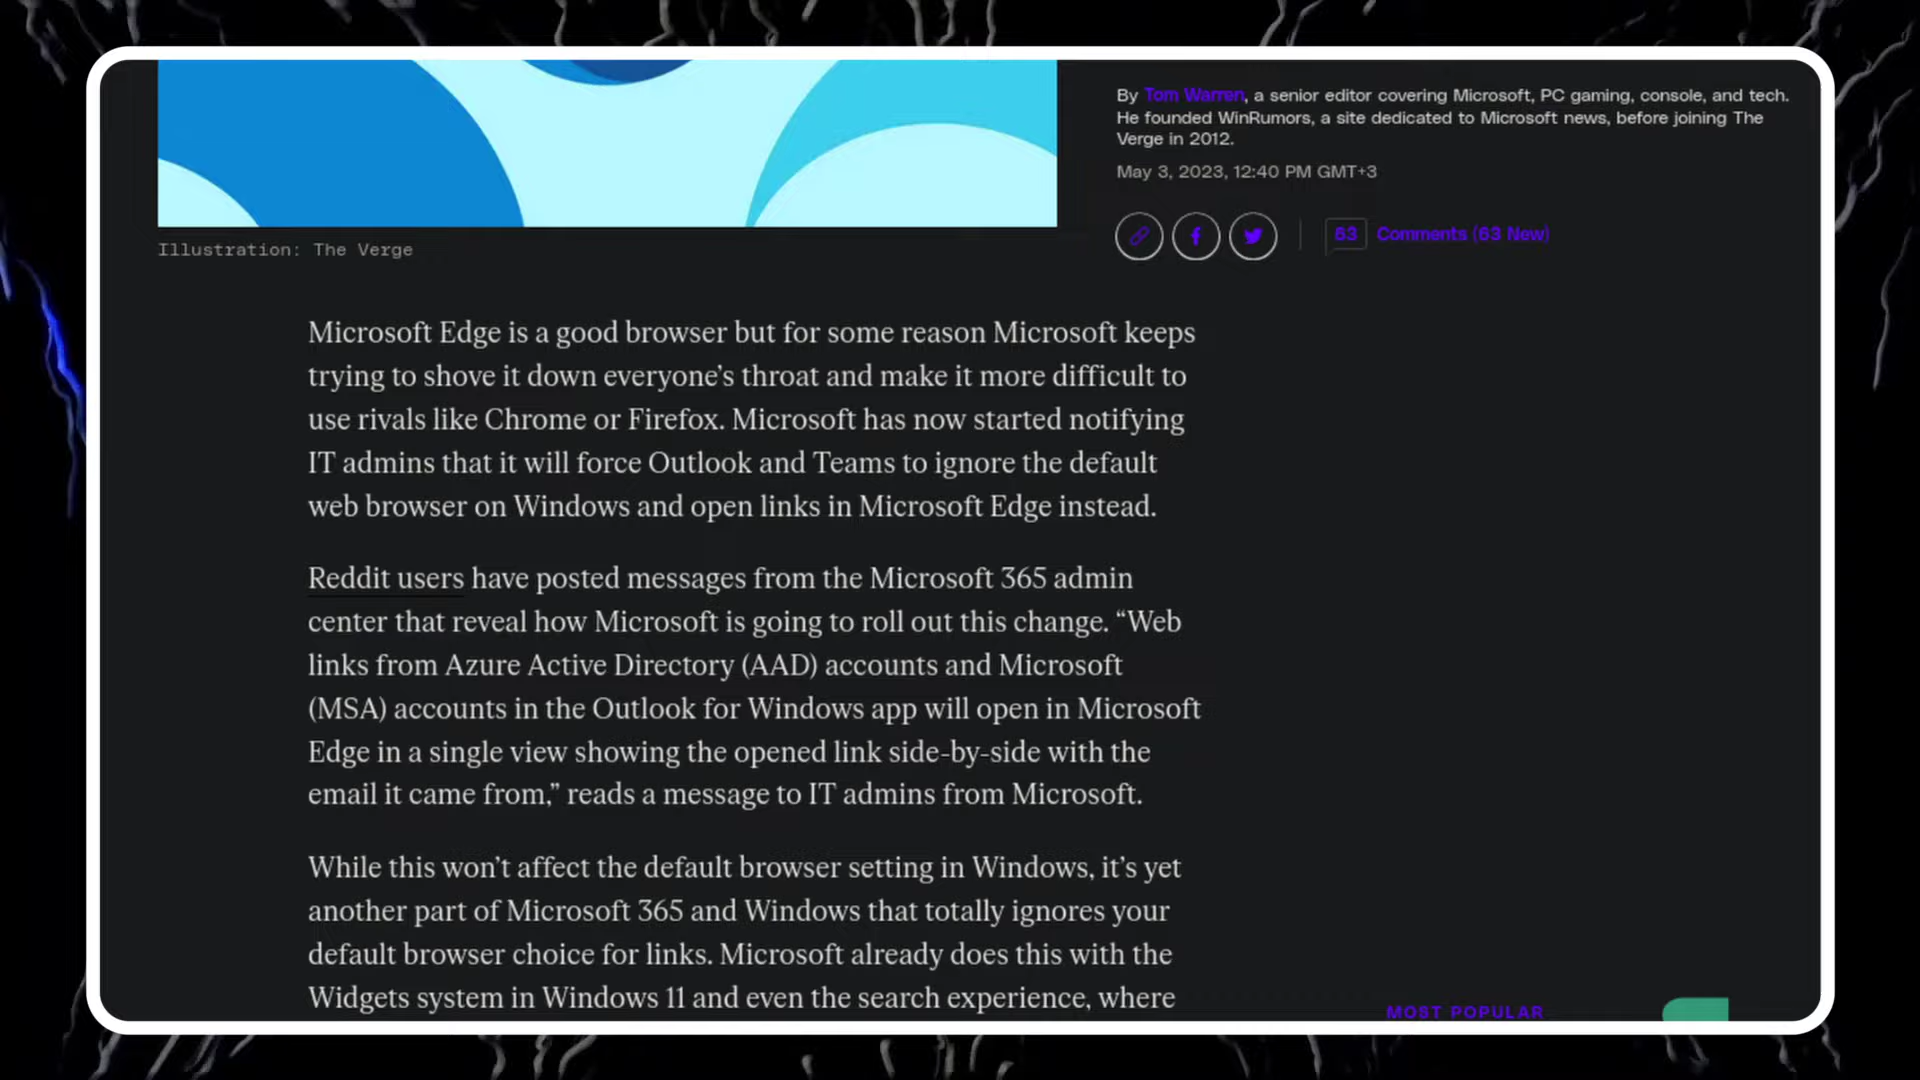 By Tom Warren, a senior editor covering Microsoft, PC gaming, console, and tech.
He founded WinRumors, a site dedicated to Microsoft news, before joining The
Verge in 2012.
May 3, 2023, 12:40 PM GMT+3
63 Comments (63 New)
Illustration: The Verge
Microsoft Edge is a good browser but for some reason Microsoft keeps
trying to shove it down everyone’s throat and make it more difficult to
use rivals like Chrome or Firefox. Microsoft has now started notifying
IT admins that it will force Outlook and Teams to ignore the default
web browser on Windows and open links in Microsoft Edge instead.
Reddit users have posted messages from the Microsoft 365 admin
center that reveal how Microsoft is going to roll out this change. “Web
links from Azure Active Directory (AAD) accounts and Microsoft
(MSA) accounts in the Outlook for Windows app will open in Microsoft
Edge in a single view showing the opened link side-by-side with the
email it came from,” reads a message to IT admins from Microsoft.
While this won’t affect the default browser setting in Windows, it’s yet
another part of Microsoft 365 and Windows that totally ignores your
default browser choice for links. Microsoft already does this with the
Widgets system in Windows 11 and even the search experience, where
MOST POPULAR